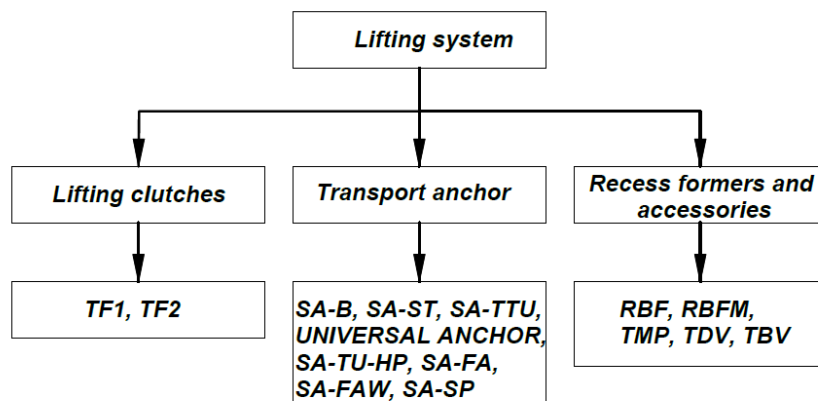 Lifting system
Lifting clutches
Transport anchor
Recess formers and
accessories
TF1, TF2
SA-B, SA-ST, SA-TTU,
UNIVERSAL ANCHOR,
SA-TU-HP, SA-FA,
SA-FAW, SA-SP
RBF, RBFM,
TMP, TDV, TBV